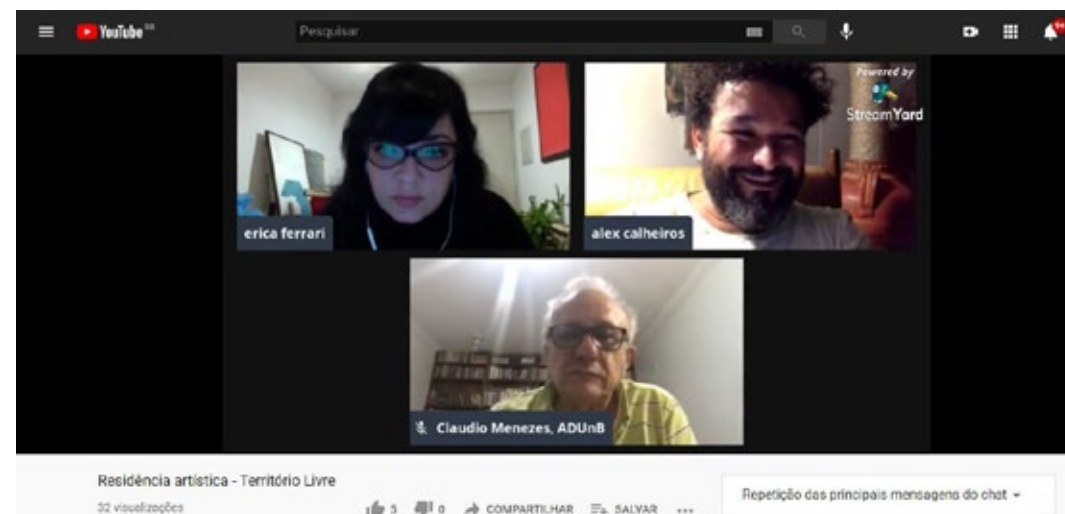 YouTube BR
Pesquisar
Powered by
StreamYard
erica ferrari
alex calheiros
Claudio Menezes, ADUnB
Residência artística - Território Livre
32 visualizações
5 0 COMPARTILHAR SALVAR ...
Repetição das principais mensagens do chat